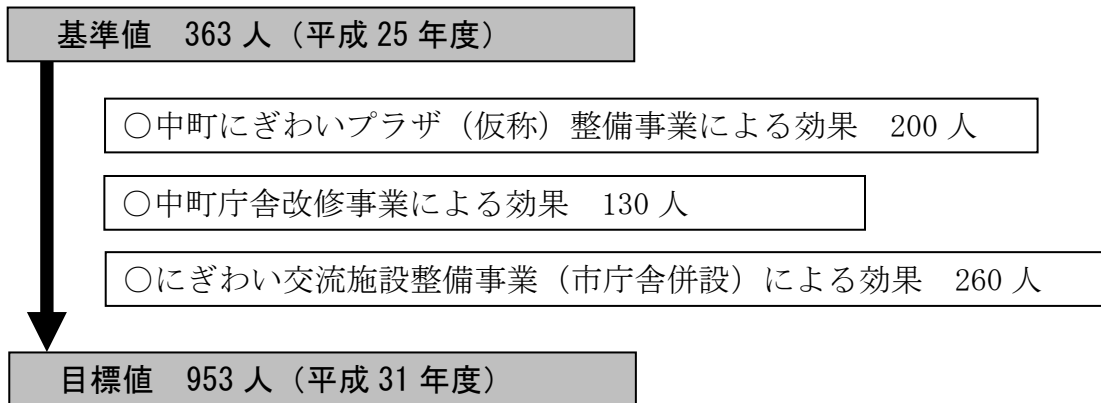 基準値　363 人（平成 25 年度）
○中町にぎわいプラザ（仮称）整備事業による効果　200 人
○中町庁舎改修事業による効果　130 人
○にぎわい交流施設整備事業（市庁舎併設）による効果　260 人
目標値　953 人（平成 31 年度）